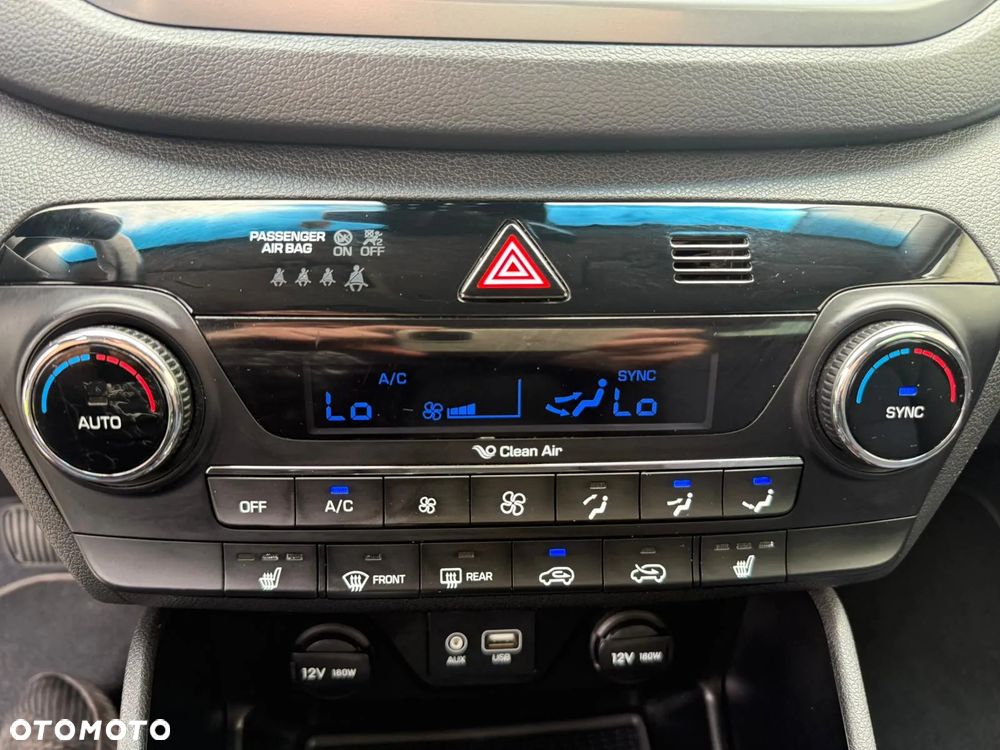 PASSENGER
AIR BAG
ON
OFF
A/C
SYNC
Lo
Lo
AUTO
SYNC
Clean Air
OFF
A/C
FRONT
REAR
12V 180W
AUX
USB
12V 180W
OTOMOTO